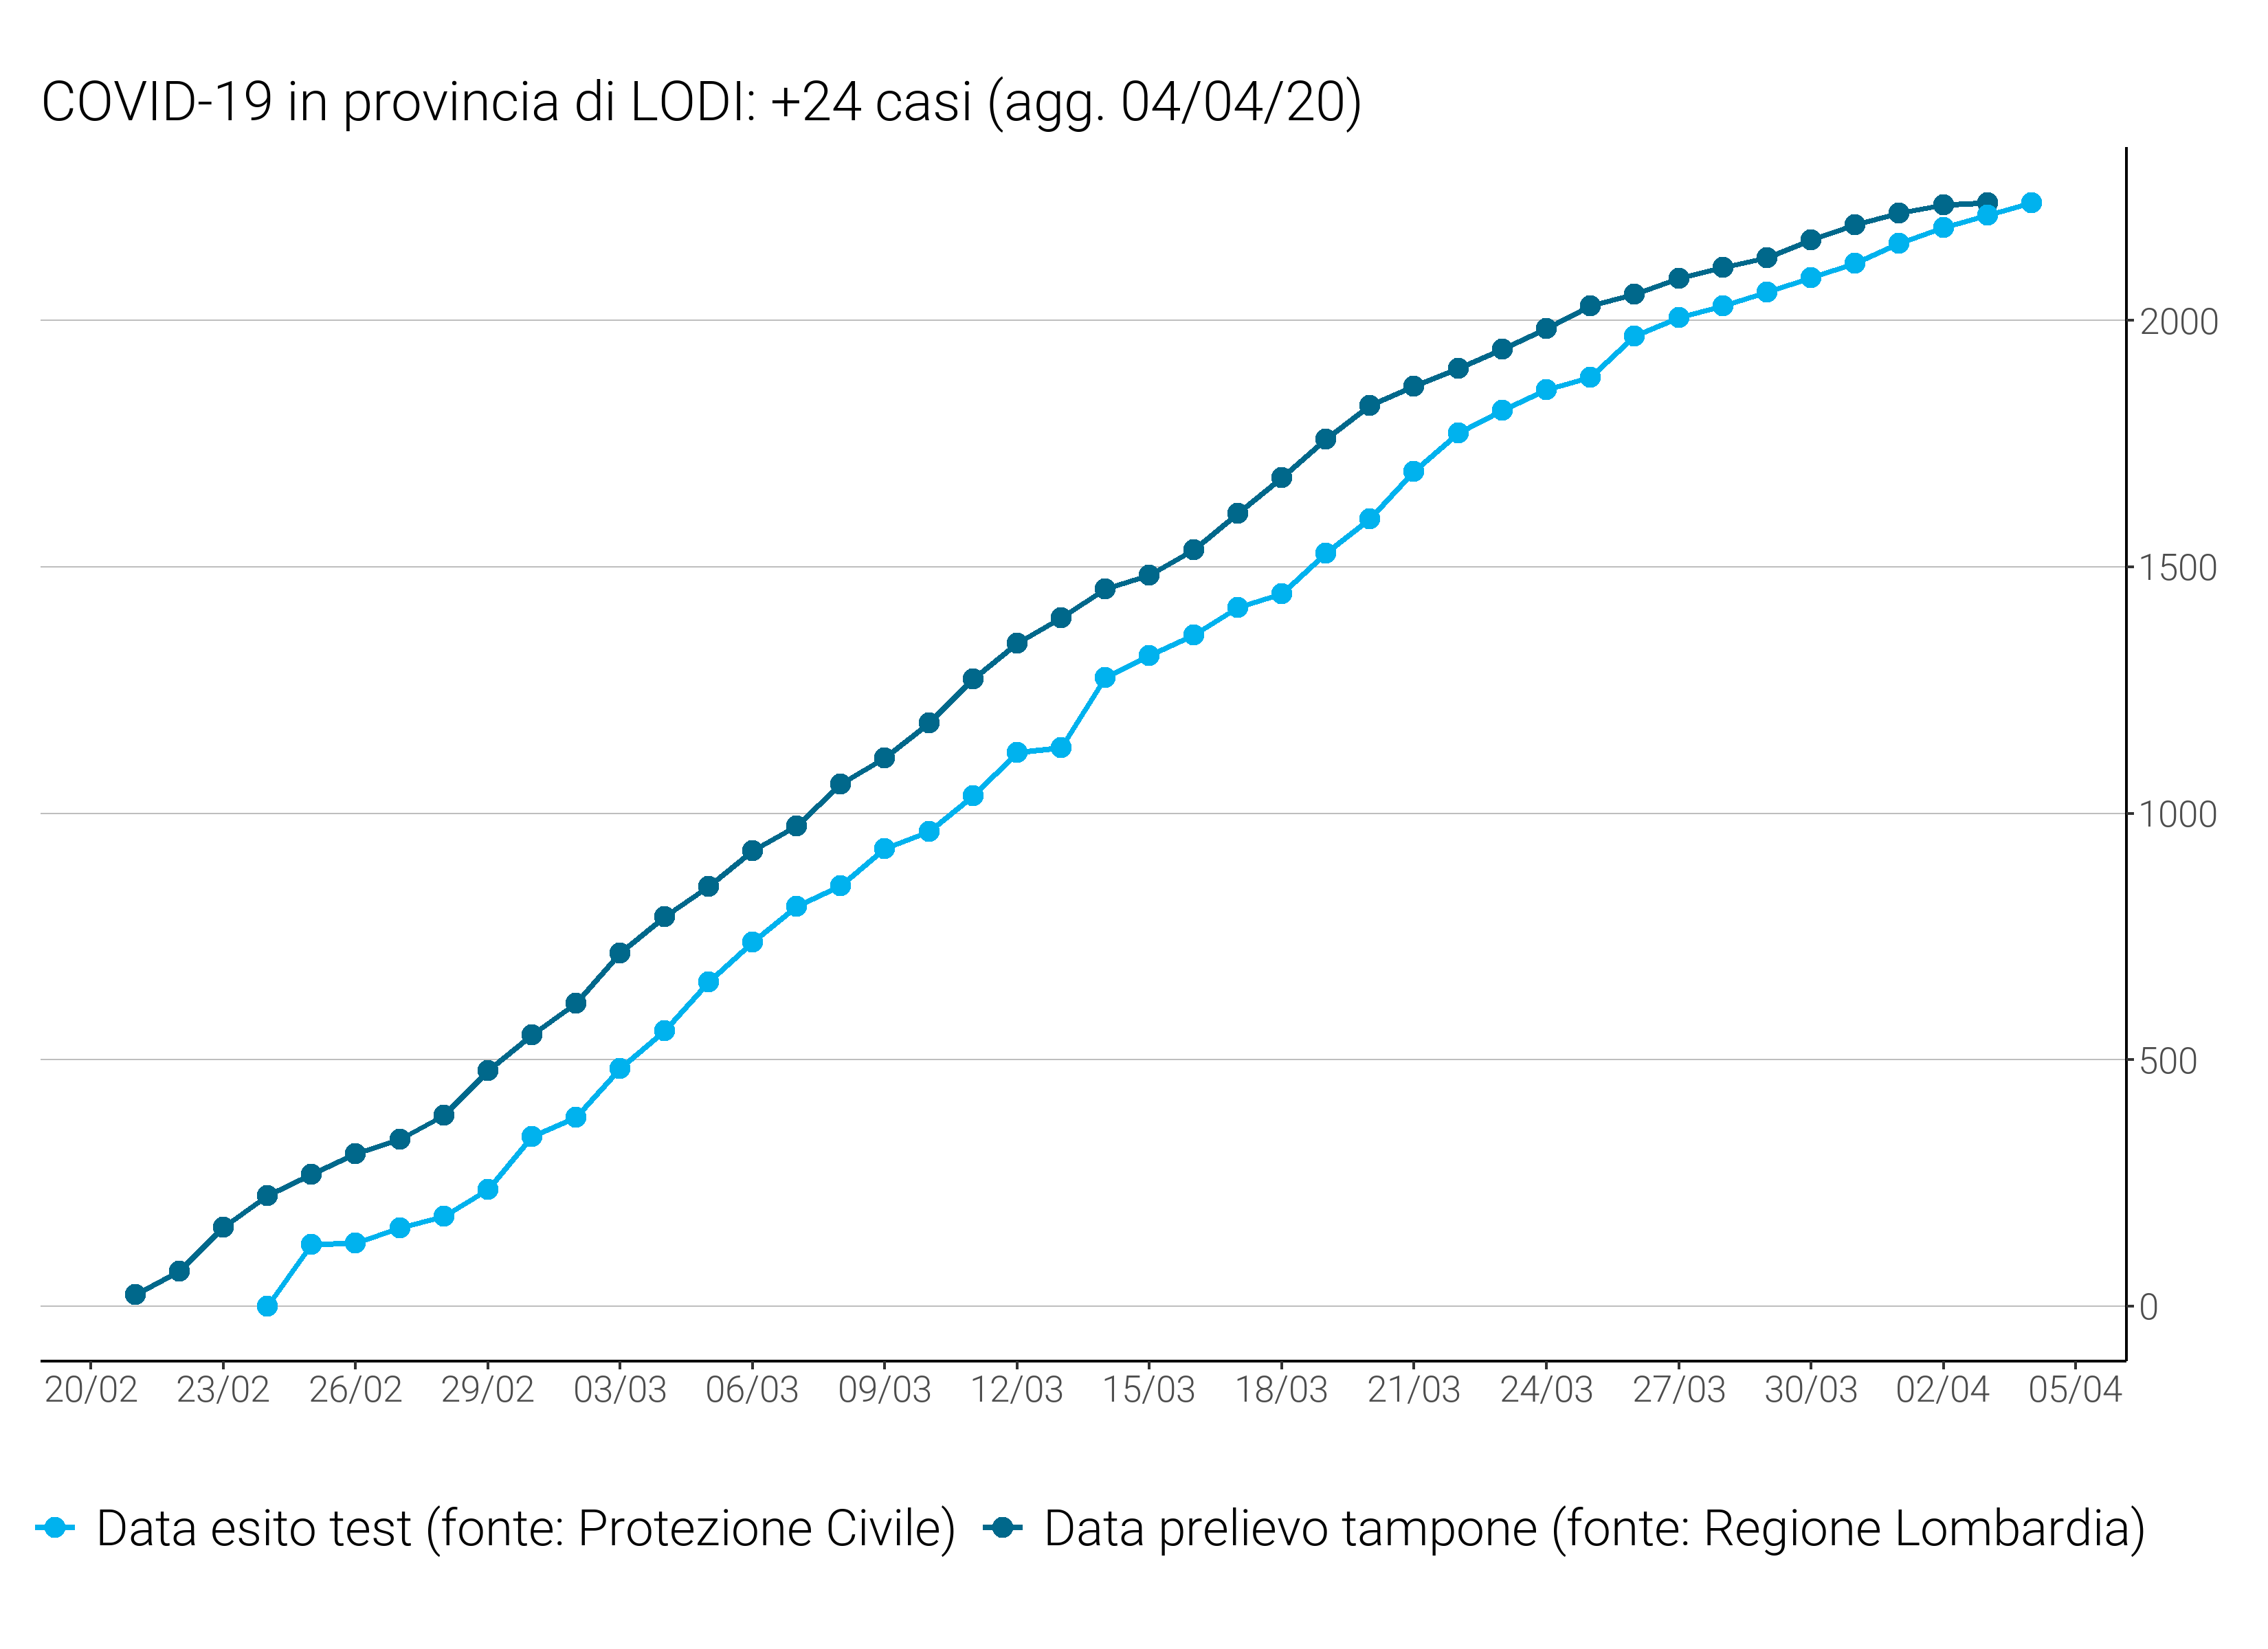 COVID-19 in provincia di LODI: +24 casi (agg. 04/04/20)
2000
1500
1000
500
0
20/02 23/02 26/02 29/02 03/03 06/03 09/03 12/03 15/03 18/03 21/03 24/03 27/03 30/03 02/04 05/04
Data esito test (fonte: Protezione Civile) Data prelievo tampone (fonte: Regione Lombardia)